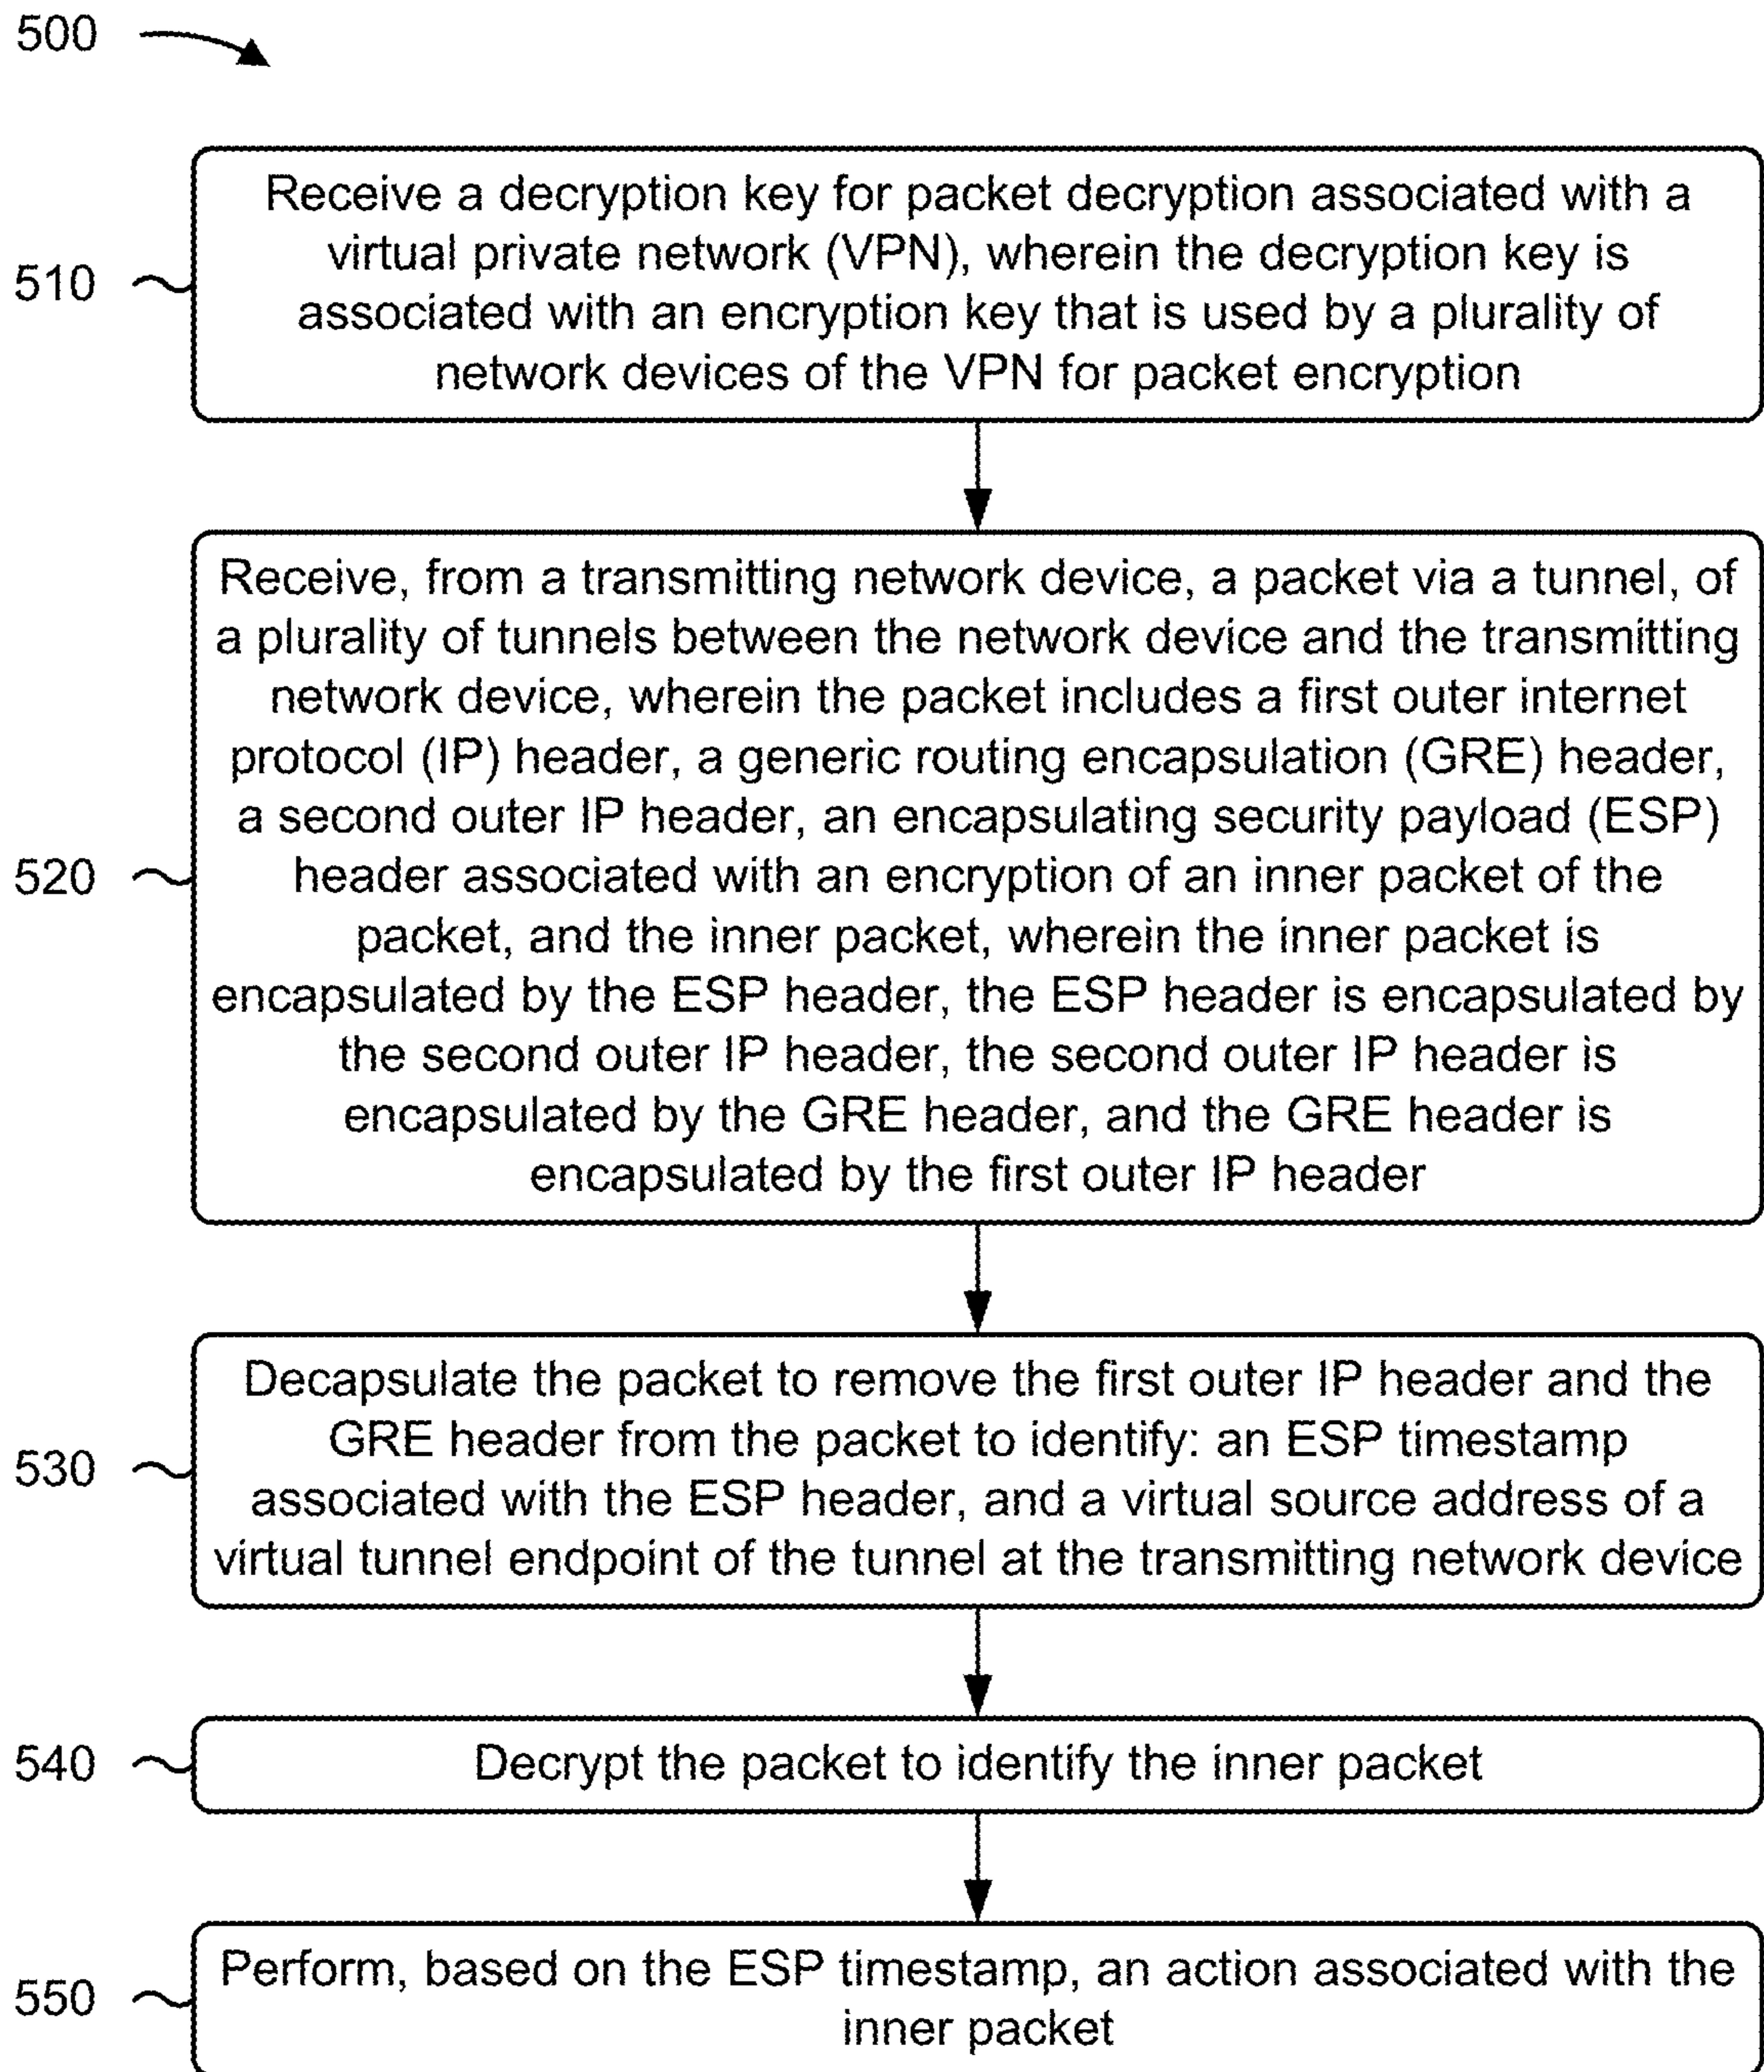 500
Receive a decryption key for packet decryption associated with a
virtual private network (VPN), wherein the decryption key is
510
associated with an encryption key that is used by a plurality of
network devices of the VPN for packet encryption
Receive, from a transmitting network device, a packet via a tunnel, of
a plurality of tunnels between the network device and the transmitting
network device, wherein the packet includes a first outer internet
protocol (IP) header, a generic routing encapsulation (GRE) header,
a second outer IP header, an encapsulating security payload (ESP)
520
header associated with an encryption of an inner packet of the
packet, and the inner packet, wherein the inner packet is
encapsulated by the ESP header, the ESP header is encapsulated by
the second outer IP header, the second outer IP header is
encapsulated by the GRE header, and the GRE header is
encapsulated by the first outer IP header
Decapsulate the packet to remove the first outer IP header and the
GRE header from the packet to identify: an ESP timestamp
530
associated with the ESP header, and a virtual source address of a
virtual tunnel endpoint of the tunnel at the transmitting network device
540
Decrypt the packet to identify the inner packet
Perform, based on the ESP timestamp, an action associated with the
550
inner packet